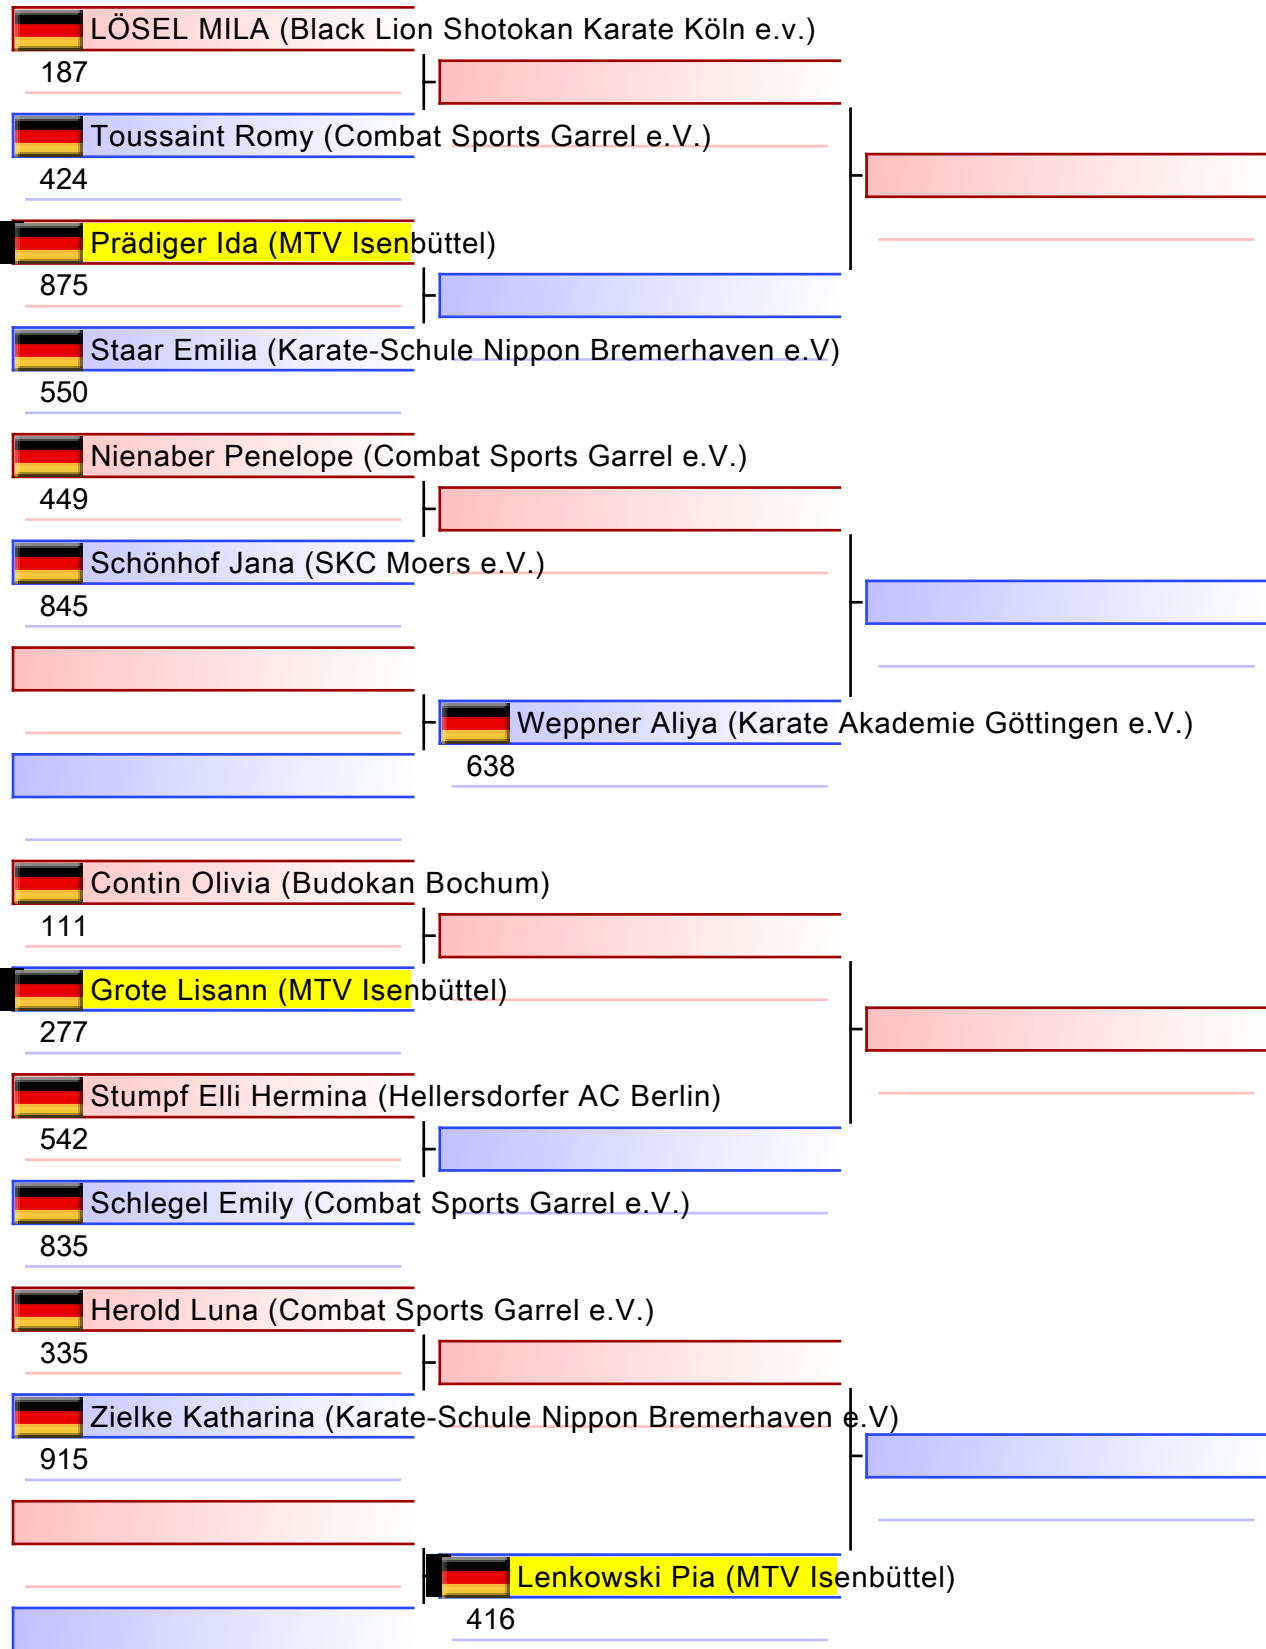 LÖSEL MILA (Black Lion Shotokan Karate Köln e.v.)
187
Toussaint Romy (Combat Sports Garrel e.V.)
424
Prädiger Ida (MTV Isenbüttel)
875
Staar Emilia (Karate-Schule Nippon Bremerhaven e.V)
550
Nienaber Penelope (Combat Sports Garrel e.V.)
449
Schönhof Jana (SKC Moers e.V.)
845
Weppner Aliya (Karate Akademie Göttingen e.V.)
638
Contin Olivia (Budokan Bochum)
111
Grote Lisann (MTV Isenbüttel)
277
Stumpf Elli Hermina (Hellersdorfer AC Berlin)
542
Schlegel Emily (Combat Sports Garrel e.V.)
835
Herold Luna (Combat Sports Garrel e.V.)
335
Zielke Katharina (Karate-Schule Nippon Bremerhaven e.V)
915
Lenkowski Pia (MTV Isenbüttel)
416